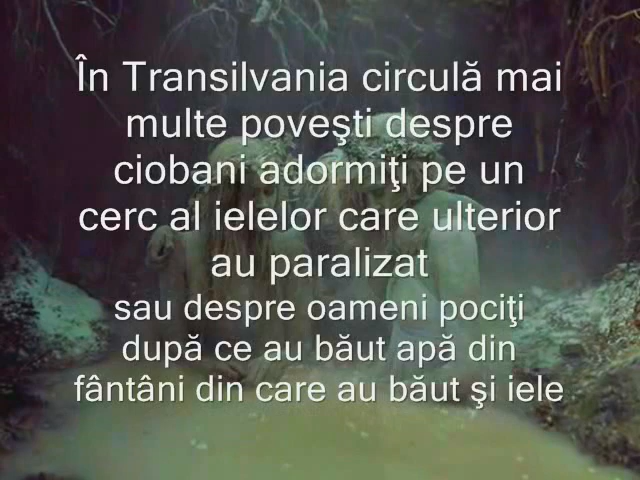 În Transilvania circulă mai
multe poveşti despre
ciobani adormiţi pe un
cerc al ielelor care ulterior
au paralizat
sau despre oameni pociţi
după ce au băut apă din
fântâni din care au băut şi iele